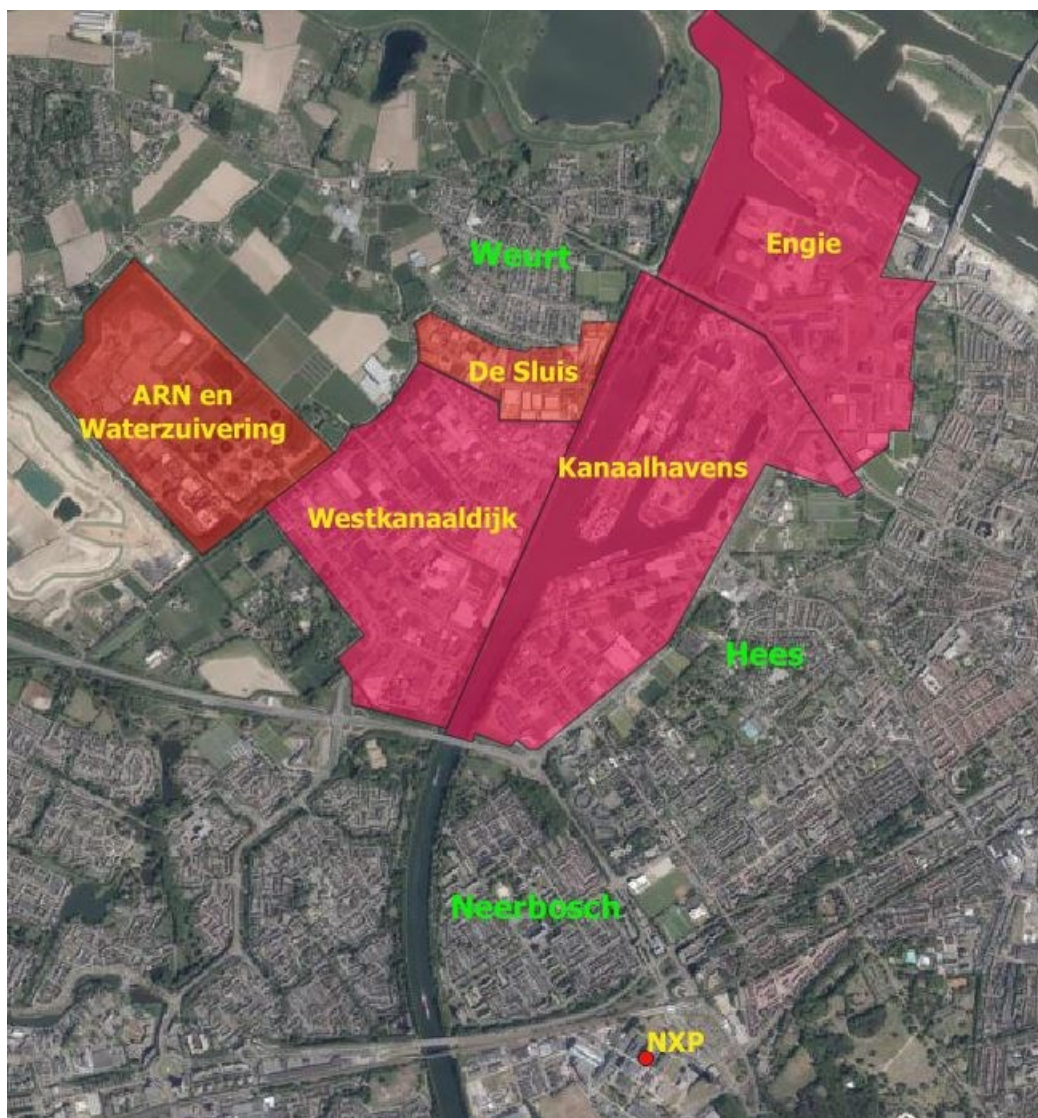 Engie
Weurt
De Sluis
ARN en
Waterzuivering
Kanaalhavens
Westkanaaldijk
Hees
Neerbosch
NXP